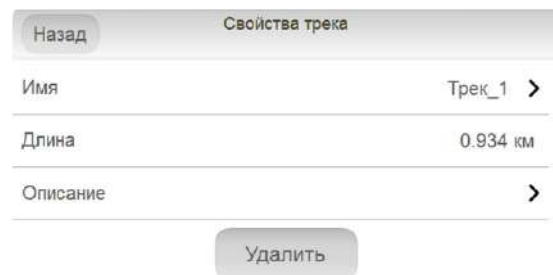 Назад
Свойства трека
Имя
Трек_1
Длина
0.934 км
Описание
Удалить